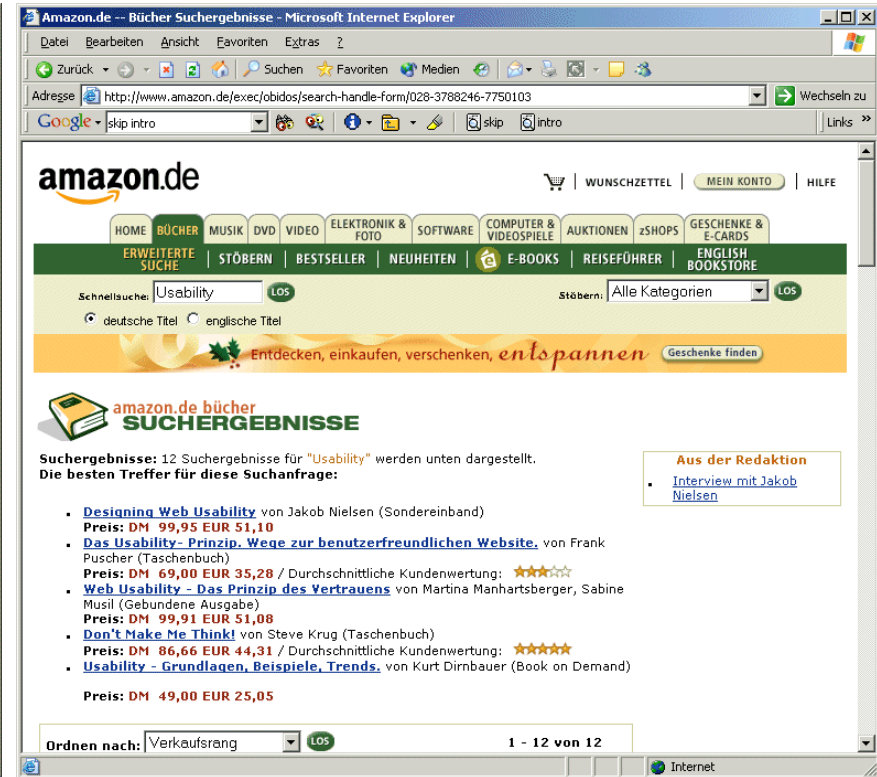 Amazon.de -- Bücher Suchergebnisse - Microsoft Internet Explorer
Datei Bearbeiten Ansicht Favoriten Extras ?
Zurück Suchen Favoriten Medien
Adresse http://www.amazon.de/exec/obidos/search-handle-form/028-3788246-7750103 Wechseln zu
Google skip intro skip intro Links »
amazon.de WUNSCHZETTEL | MEIN KONTO | HILFE
HOME BÜCHER MUSIK DVD VIDEO ELEKTRONIK & FOTO SOFTWARE COMPUTER & VIDEOSPIELE AUKTIONEN zSHOPS GESCHENKE & E-CARDS
ERWEITERTE SUCHE | STÖBERN | BESTSELLER | NEUHEITEN | e E-BOOKS | REISEFÜHRER | ENGLISH BOOKSTORE
Schnellsuche: Usability LOS Stöbern: Alle Kategorien LOS
deutsche Titel englische Titel
Entdecken, einkaufen, verschenken, entspannen Geschenke finden
amazon.de bücher
SUCHERGEBNISSE
Suchergebnisse: 12 Suchergebnisse für "Usability" werden unten dargestellt.
Die besten Treffer für diese Suchanfrage:
Aus der Redaktion
Interview mit Jakob
Nielsen
Designing Web Usability von Jakob Nielsen (Sondereinband)
Preis: DM 99,95 EUR 51,10
Das Usability- Prinzip. Wege zur benutzerfreundlichen Website. von Frank
Puscher (Taschenbuch)
Preis: DM 69,00 EUR 35,28 / Durchschnittliche Kundenwertung:
Web Usability - Das Prinzip des Vertrauens von Martina Manhartsberger, Sabine
Musil (Gebundene Ausgabe)
Preis: DM 99,91 EUR 51,08
Don't Make Me Think! von Steve Krug (Taschenbuch)
Preis: DM 86,66 EUR 44,31 / Durchschnittliche Kundenwertung:
Usability - Grundlagen, Beispiele, Trends. von Kurt Dirnbauer (Book on Demand)
Preis: DM 49,00 EUR 25,05
Ordnen nach: Verkaufsrang LOS 1 - 12 von 12
Internet